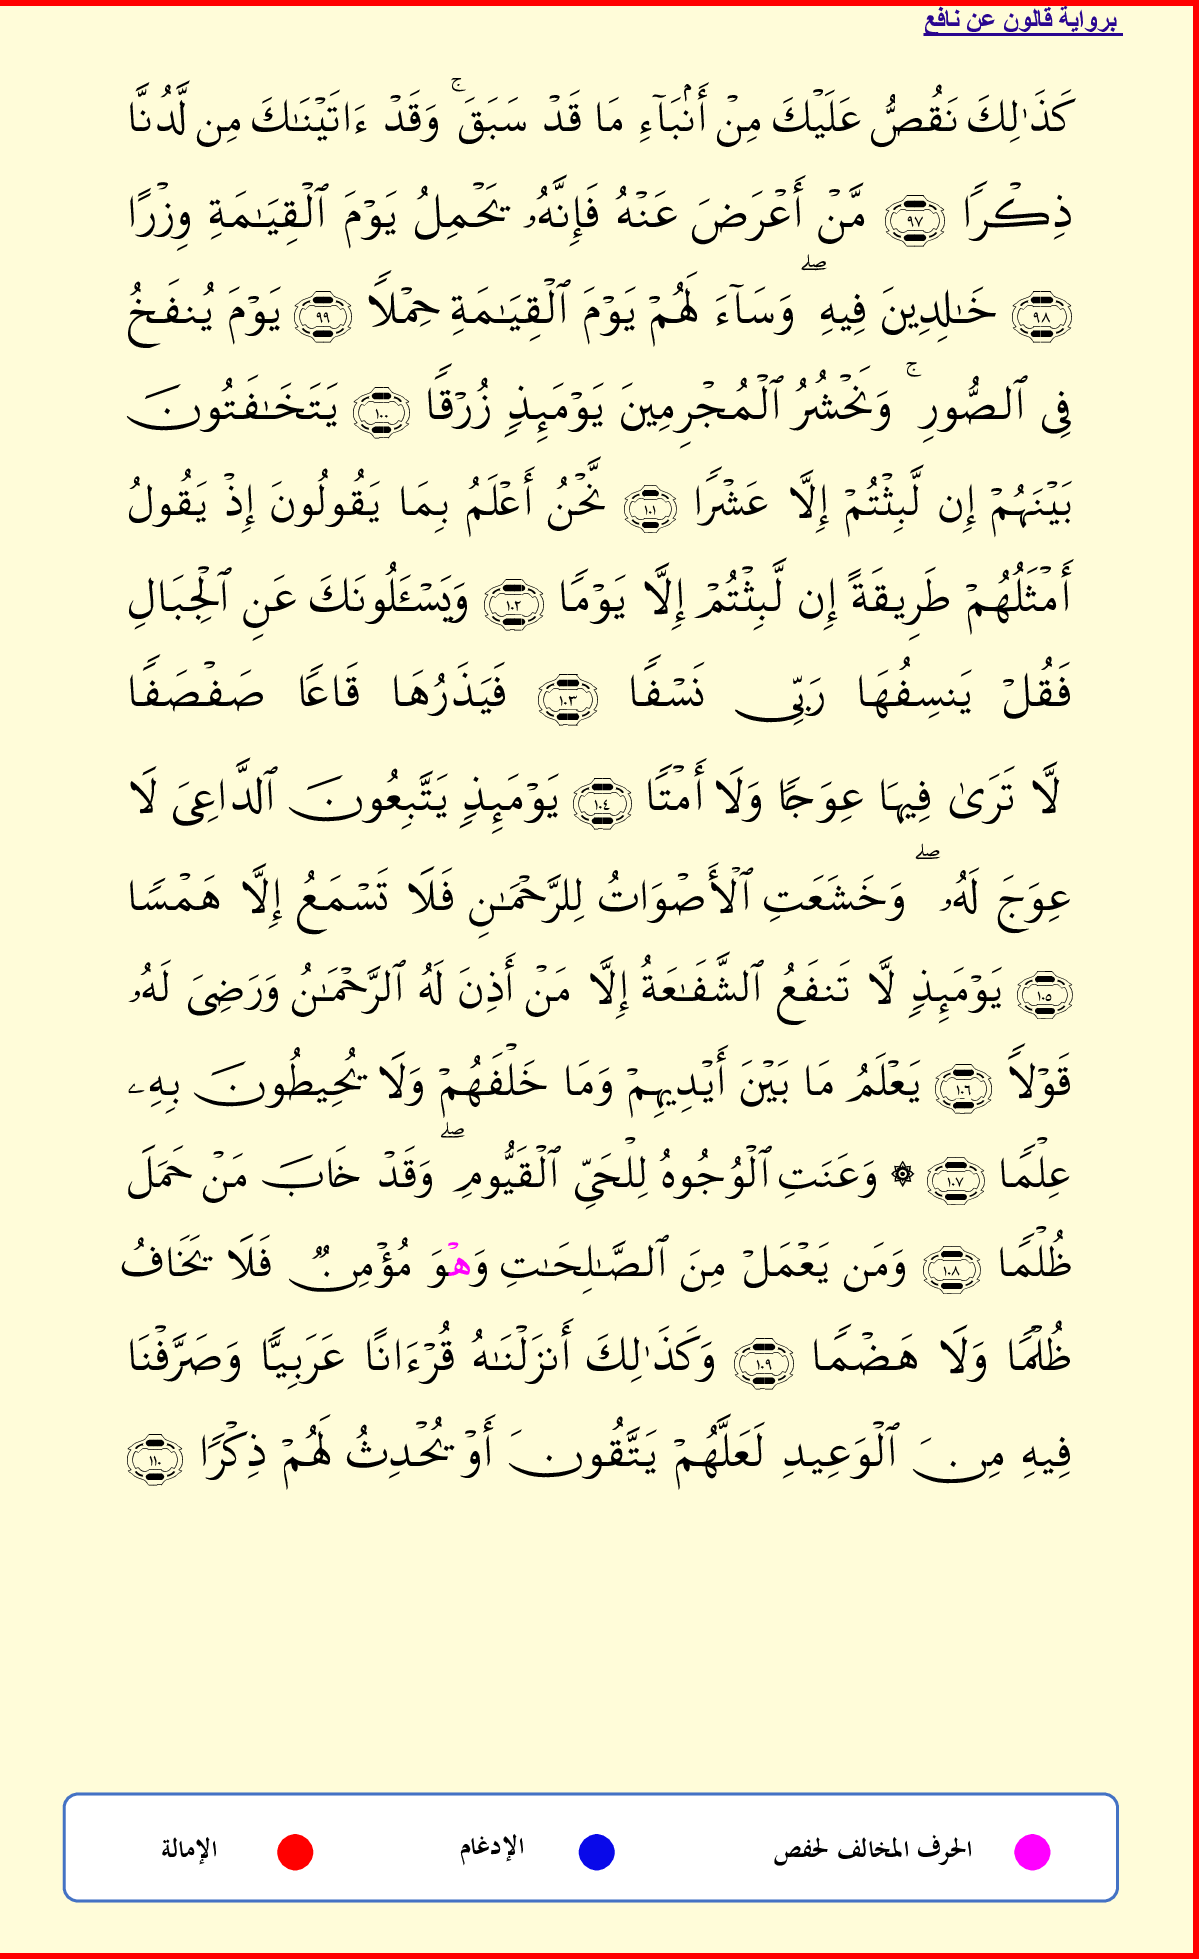 برواية قالون عن نافع
كَذَٰلِكَ نَقُصُّ عَلَيْكَ مِنْ أَنۢبَآءِ مَا قَدْ سَبَقَ ۚ وَقَدْ ءَاتَيْنَٰكَ مِن لَّدُنَّا
ذِكْرًا ٩٧ مَّنْ أَعْرَضَ عَنْهُ فَإِنَّهُۥ يَحْمِلُ يَوْمَ ٱلْقِيَٰمَةِ وِزْرًا
٩٨ خَٰلِدِينَ فِيهِ ۖ وَسَآءَ لَهُمْ يَوْمَ ٱلْقِيَٰمَةِ حِمْلًا ٩٩ يَوْمَ يُنفَخُ
فِى ٱلصُّورِ ۚ وَنَحْشُرُ ٱلْمُجْرِمِينَ يَوْمَئِذٍ زُرْقًا ١٠٠ يَتَخَٰفَتُونَ
بَيْنَهُمْ إِن لَّبِثْتُمْ إِلَّا عَشْرًا ١٠١ نَّحْنُ أَعْلَمُ بِمَا يَقُولُونَ إِذْ يَقُولُ
أَمْثَلُهُمْ طَرِيقَةً إِن لَّبِثْتُمْ إِلَّا يَوْمًا ١٠٢ وَيَسْـَٔلُونَكَ عَنِ ٱلْجِبَالِ
فَقُلْ يَنسِفُهَا رَبِّى نَسْفًا ١٠٣ فَيَذَرُهَا قَاعًا صَفْصَفًا
لَّا تَرَىٰ فِيهَا عِوَجًا وَلَا أَمْتًا ١٠٤ يَوْمَئِذٍ يَتَّبِعُونَ ٱلدَّاعِىَ لَا
عِوَجَ لَهُۥ ۖ وَخَشَعَتِ ٱلْأَصْوَاتُ لِلرَّحْمَٰنِ فَلَا تَسْمَعُ إِلَّا هَمْسًا
١٠٥ يَوْمَئِذٍ لَّا تَنفَعُ ٱلشَّفَٰعَةُ إِلَّا مَنْ أَذِنَ لَهُ ٱلرَّحْمَٰنُ وَرَضِىَ لَهُۥ
قَوْلًا ١٠٦ يَعْلَمُ مَا بَيْنَ أَيْدِيهِمْ وَمَا خَلْفَهُمْ وَلَا يُحِيطُونَ بِهِۦ
عِلْمًا ١٠٧ ۞ وَعَنَتِ ٱلْوُجُوهُ لِلْحَىِّ ٱلْقَيُّومِ ۖ وَقَدْ خَابَ مَنْ حَمَلَ
ظُلْمًا ١٠٨ وَمَن يَعْمَلْ مِنَ ٱلصَّٰلِحَٰتِ وَهْوَ مُؤْمِنٌ فَلَا يَخَافُ
ظُلْمًا وَلَا هَضْمًا ١٠٩ وَكَذَٰلِكَ أَنزَلْنَٰهُ قُرْءَانًا عَرَبِيًّا وَصَرَّفْنَا
فِيهِ مِنَ ٱلْوَعِيدِ لَعَلَّهُمْ يَتَّقُونَ أَوْ يُحْدِثُ لَهُمْ ذِكْرًا ١١٠
الحرف المخالف لحفص الإدغام الإمالة